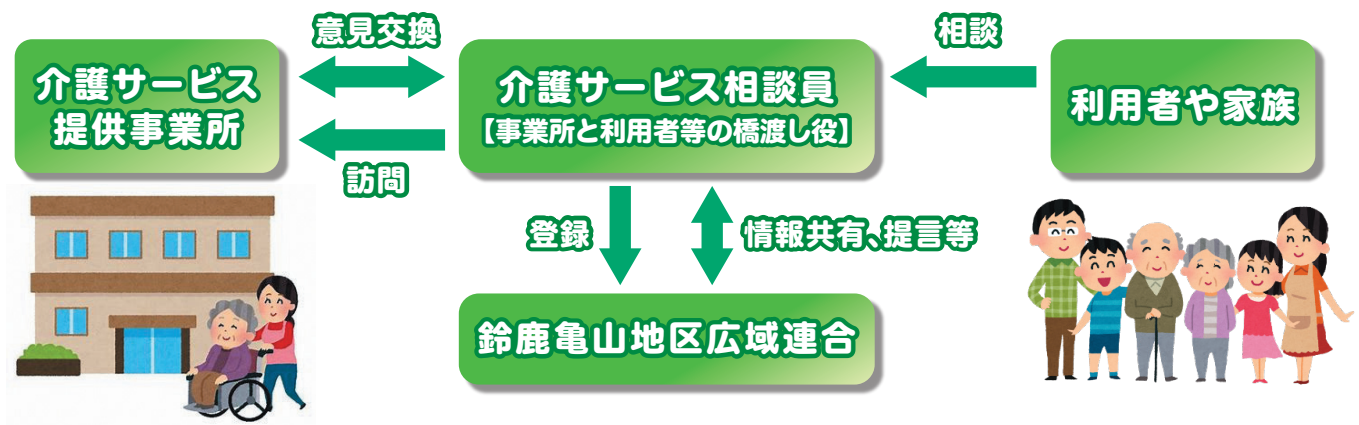 意見交換
相談
介護サービス
提供事業所
介護サービス相談員
【事業所と利用者等の橋渡し役】
利用者や家族
訪問
登録
情報共有、提言等
鈴鹿亀山地区広域連合